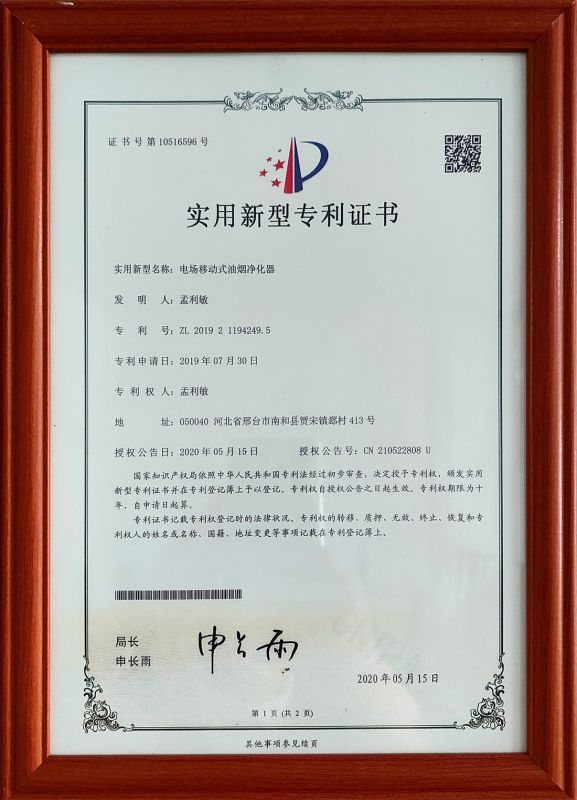 证书号第10516596号
实用新型专利证书
实用新型名称：电场移动式油烟净化器
发明人：孟利敏
专利号：ZL 2019 2 1194249.5
专利申请日：2019年07月30日
专利权人：孟利敏
地址：050040 河北省邢台市南和县贾宋镇郄村413号
授权公告日：2020年05月15日 授权公告号：CN 210522808 U
国家知识产权局依照中华人民共和国专利法经过初步审查，决定授予专利权，颁发实用
新型专利证书并在专利登记簿上予以登记。专利权自授权公告之日起生效。专利权期限为十
年，自申请日起算。
专利证书记载专利权登记时的法律状况。专利权的转移、质押、无效、终止、恢复和专
利权人的姓名或名称、国籍、地址变更等事项记载在专利登记簿上。
局长
申长雨
申长雨
2020年05月15日
第 1 页 (共 2 页)
其他事项参见续页